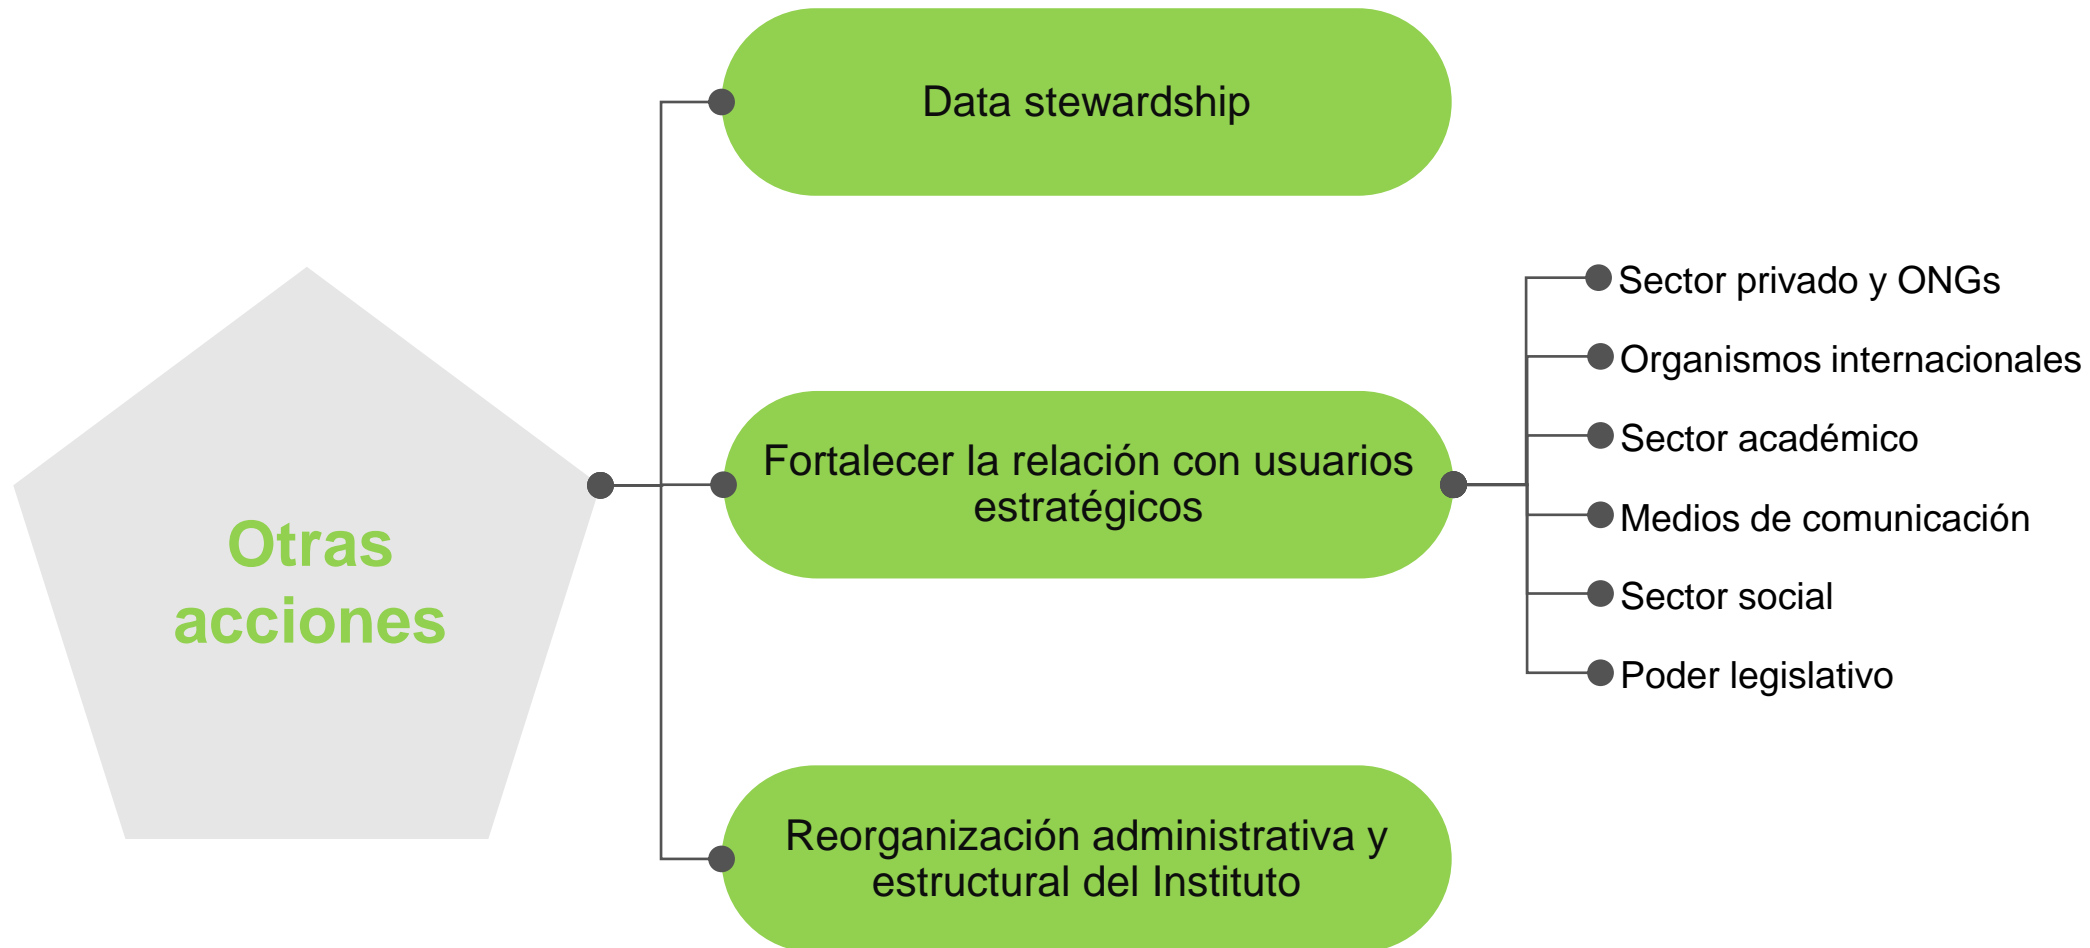 Otras
acciones
Data stewardship
Fortalecer la relación con usuarios
estratégicos
Sector privado y ONGs
Organismos internacionales
Sector académico
Medios de comunicación
Sector social
Poder legislativo
Reorganización administrativa y
estructural del Instituto